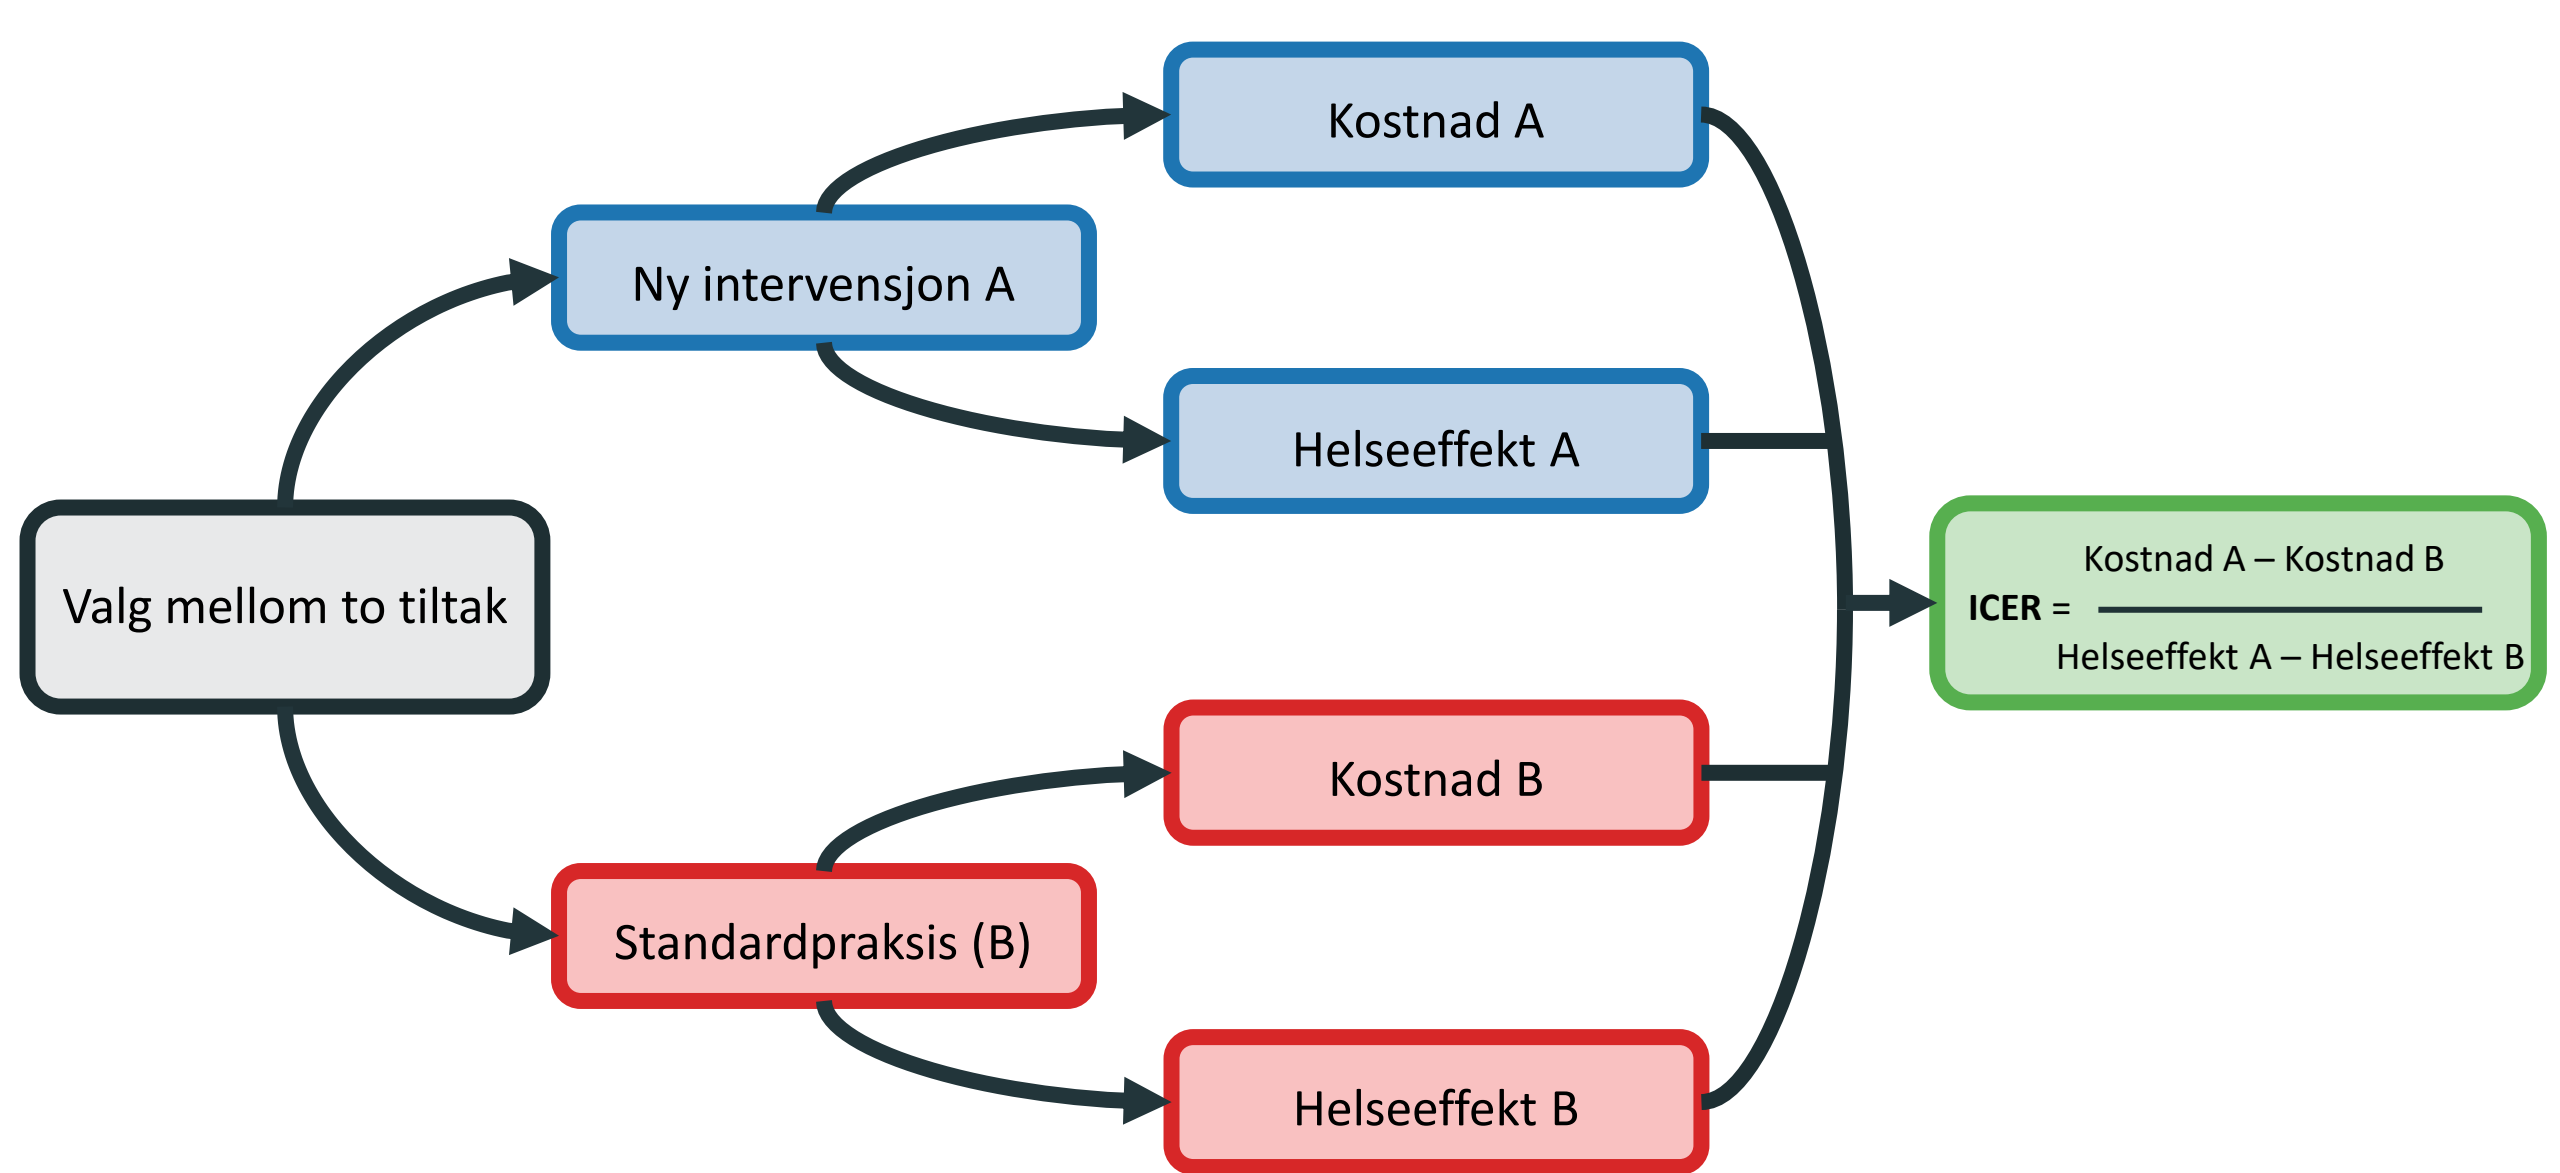 Kostnad A
Ny intervensjon A
Helseeffekt A
Valg mellom to tiltak
Kostnad A – Kostnad B
ICER =
Helseeffekt A – Helseeffekt B
Kostnad B
Standardpraksis (B)
Helseeffekt B